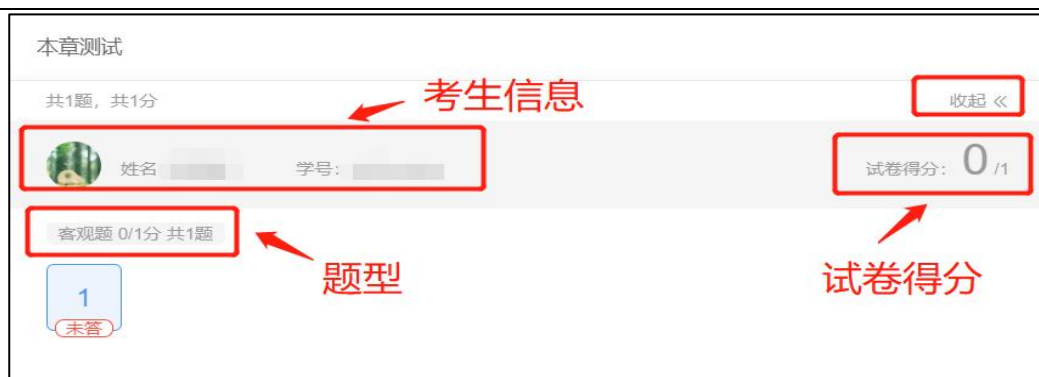 本章测试
考生信息
共1题，共1分 收起 «
姓名 学号: 试卷得分: 0 /1
客观题 0/1分 共1题
题型 试卷得分
1
未答